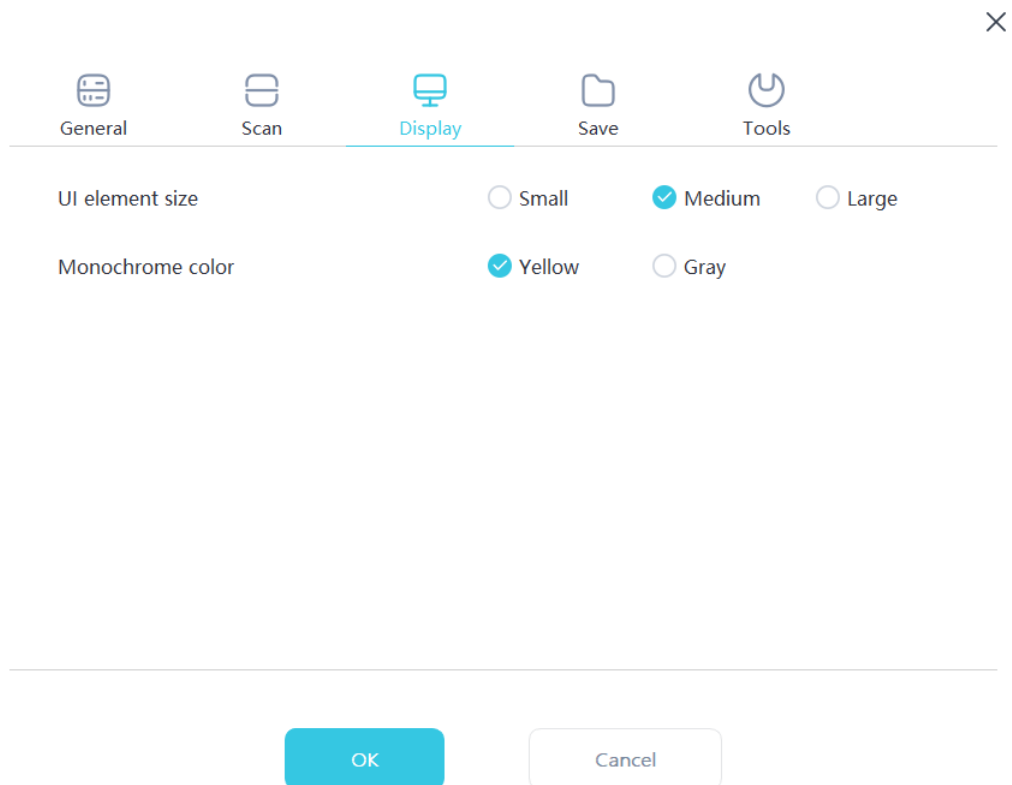 General Scan Display Save Tools
UI element size Small Medium Large
Monochrome color Yellow Gray
OK Cancel